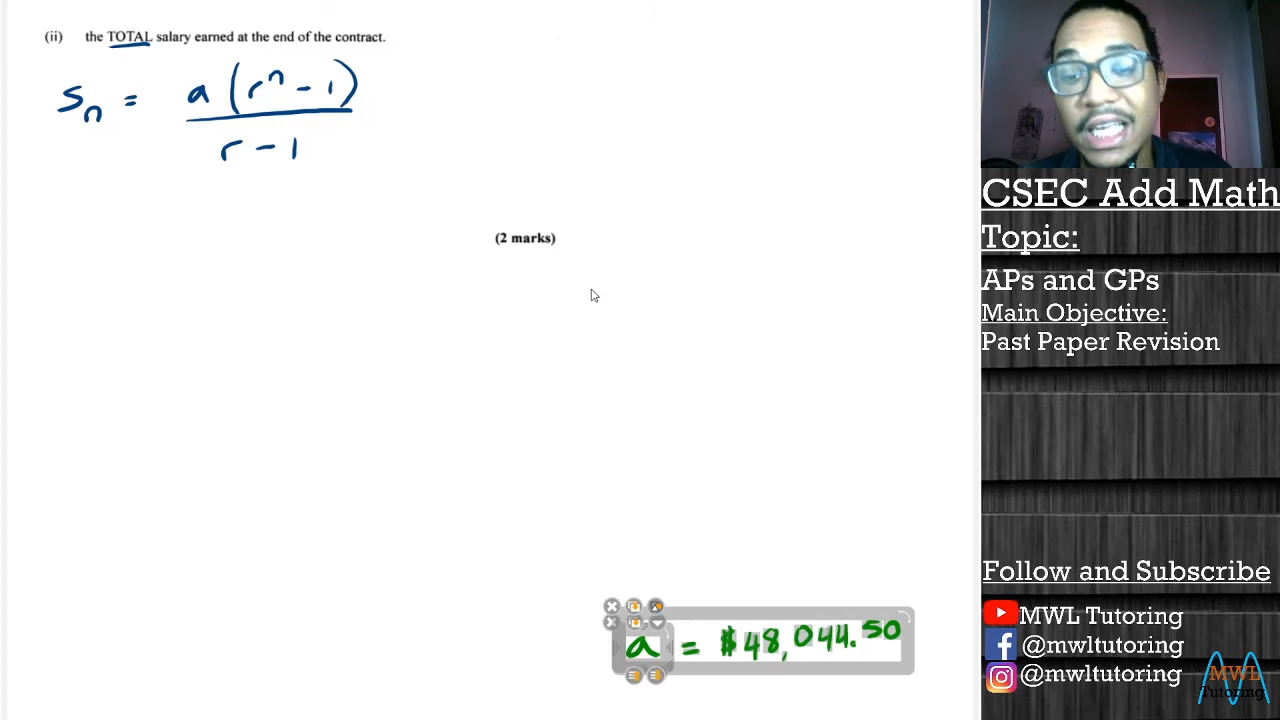 (ii) the TOTAL salary earned at the end of the contract.
Sn = a (r^n - 1)
r - 1
(2 marks)
a = $48,044.50
CSEC Add Math
Topic:
APs and GPs
Main Objective:
Past Paper Revision
Follow and Subscribe
MWL Tutoring
@mwltutoring
@mwltutoring
MWL
Tutoring